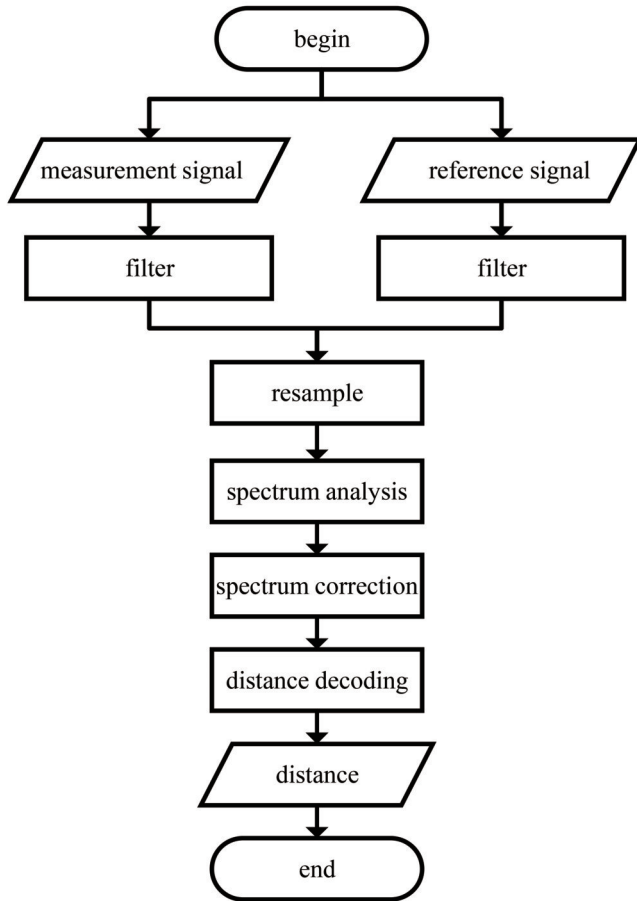 begin
measurement signal
reference signal
filter
filter
resample
spectrum analysis
spectrum correction
distance decoding
distance
end